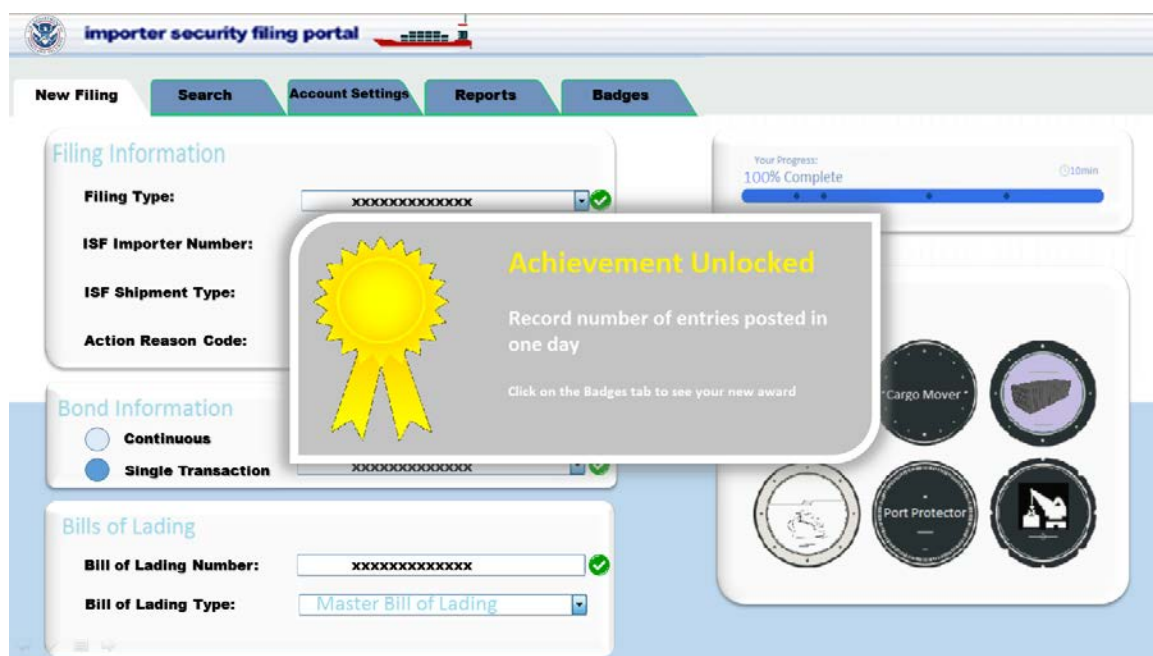 importer security filing portal
New Filing
Search
Account Settings
Reports
Badges
Filing Information
Filing Type:
xxxxxxxxxxxxx
ISF Importer Number:
ISF Shipment Type:
Action Reason Code:
Your Progress:
100% Complete
10min
Achievement Unlocked
Record number of entries posted in
one day
Click on the Badges tab to see your new award
Cargo Mover
Port Protector
Bond Information
Continuous
Single Transaction
xxxxxxxxxxxxx
Bills of Lading
Bill of Lading Number:
xxxxxxxxxxxxx
Bill of Lading Type:
Master Bill of Lading